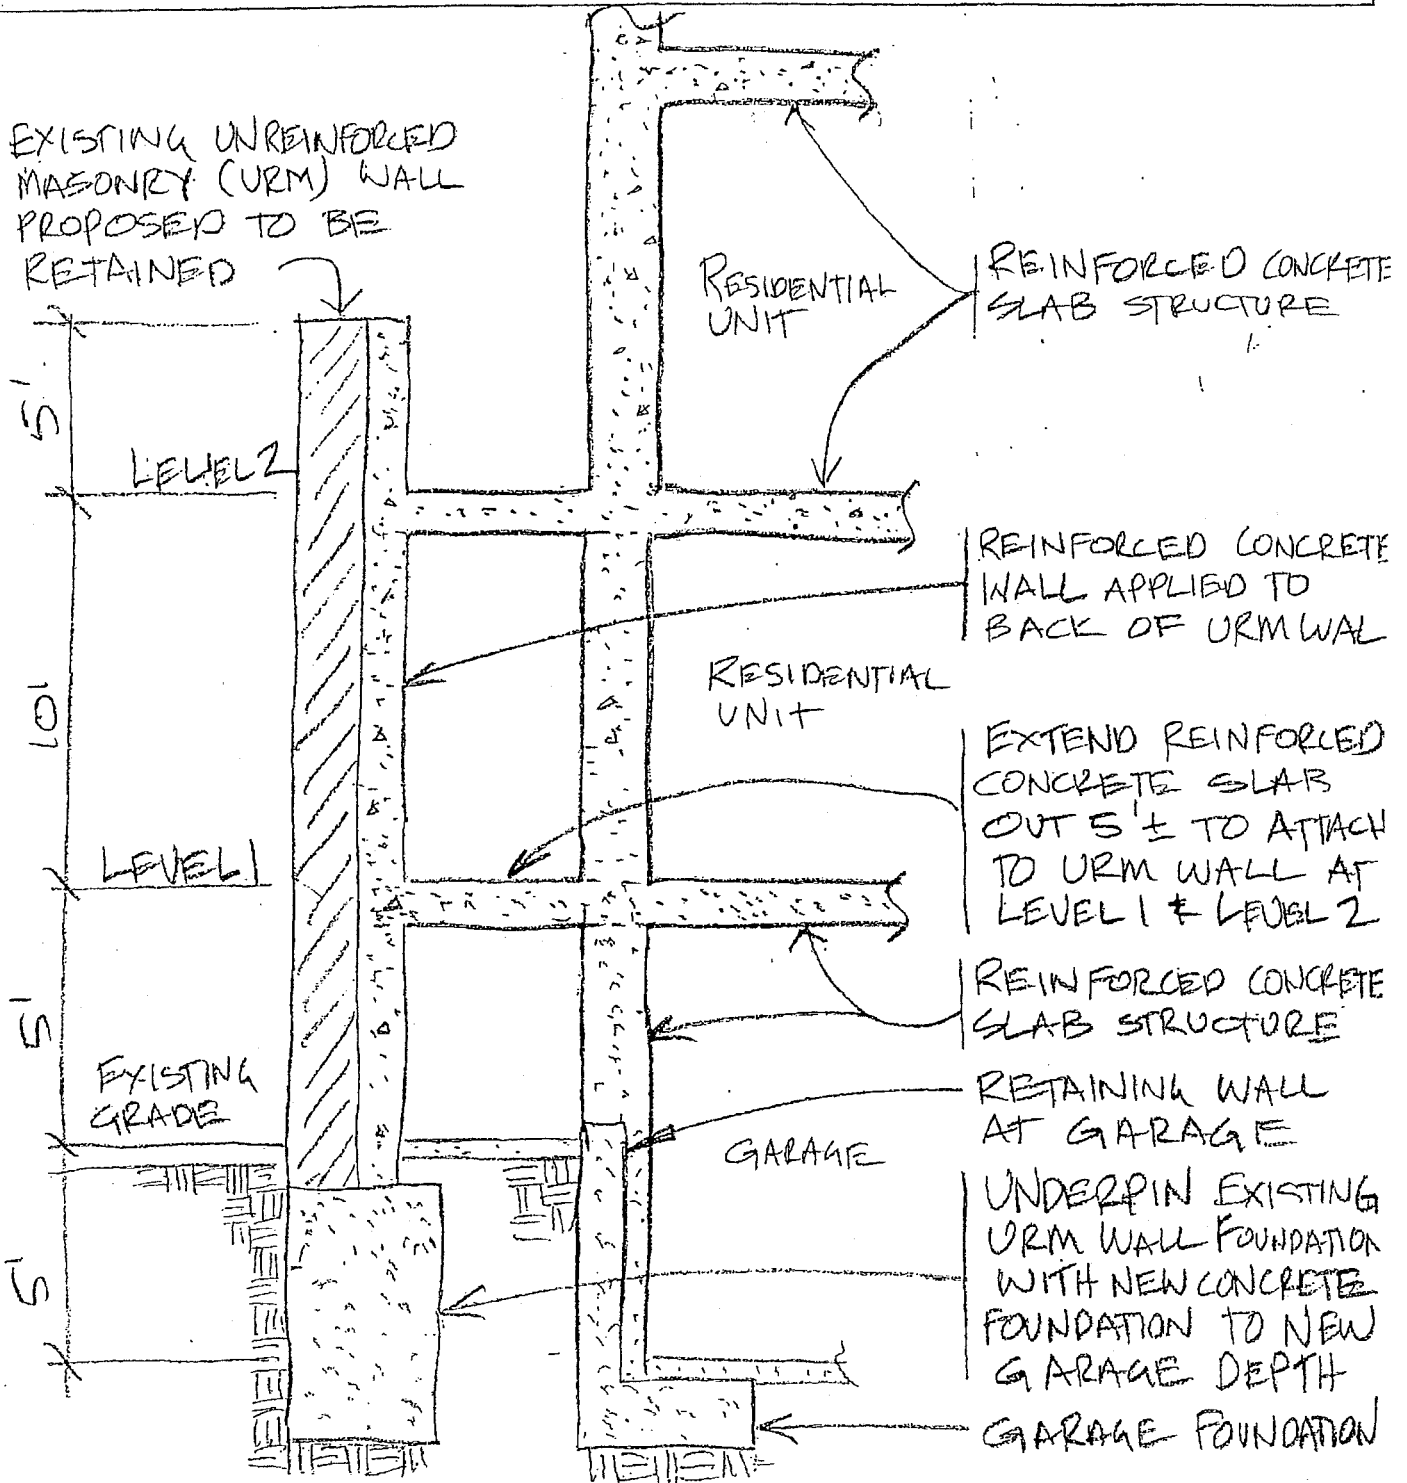 EXISTING UNREINFORCED
MASONRY (URM) WALL
PROPOSED TO BE
RETAINED
RESIDENTIAL
UNIT
REINFORCED CONCRETE
SLAB STRUCTURE
5'
LEVEL 2
REINFORCED CONCRETE
WALL APPLIED TO
BACK OF URM WAL
10'
RESIDENTIAL
UNIT
EXTEND REINFORCED
CONCRETE SLAB
OUT 5'± TO ATTACH
TO URM WALL AT
LEVEL 1 & LEVEL 2
LEVEL 1
5'
REINFORCED CONCRETE
SLAB STRUCTURE
EXISTING
GRADE
RETAINING WALL
AT GARAGE
GARAGE
5'
UNDERPIN EXISTING
URM WALL FOUNDATION
WITH NEW CONCRETE
FOUNDATION TO NEW
GARAGE DEPTH
GARAGE FOUNDATION